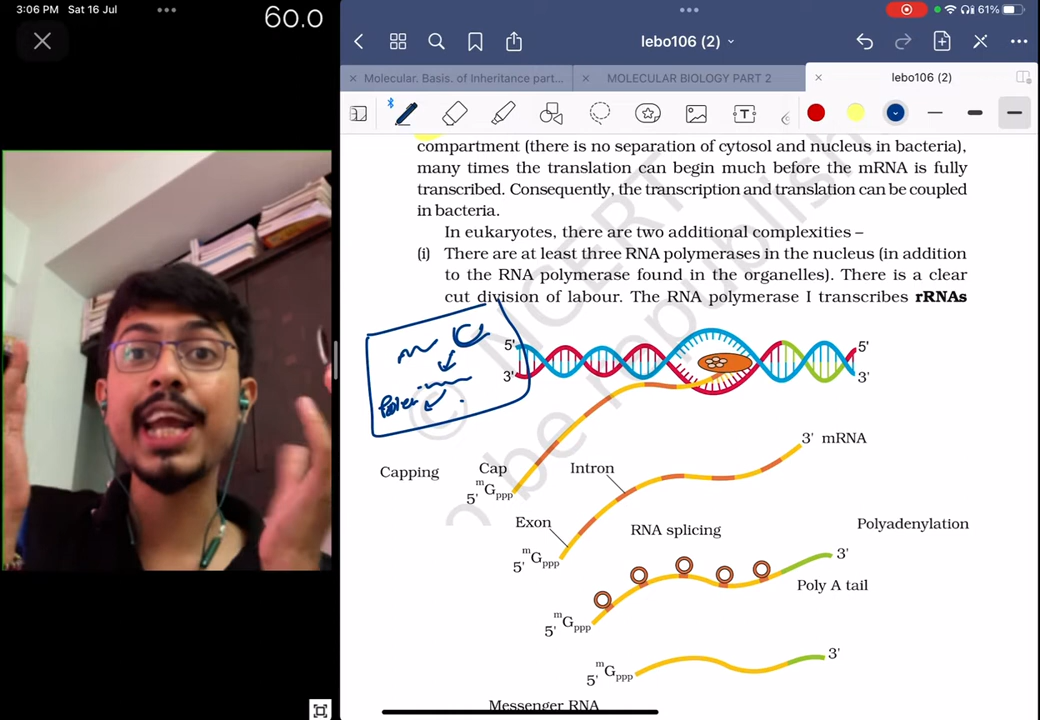 3:06 PM Sat 16 Jul
60.0
61%
lebo106 (2)
Molecular. Basis. of Inheritance part...
MOLECULAR BIOLOGY PART 2
lebo106 (2)
T
compartment (there is no separation of cytosol and nucleus in bacteria),
many times the translation can begin much before the mRNA is fully
transcribed. Consequently, the transcription and translation can be coupled
in bacteria.
In eukaryotes, there are two additional complexities –
(i) There are at least three RNA polymerases in the nucleus (in addition
to the RNA polymerase found in the organelles). There is a clear
cut division of labour. The RNA polymerase I transcribes rRNAs
5' 5'
3' 3'
3' mRNA
Capping Cap Intron
5' mGppp
Exon RNA splicing Polyadenylation
5' mGppp
3'
Poly A tail
5' mGppp
3'
5' mGppp
Messenger RNA
© NCERT
be republish